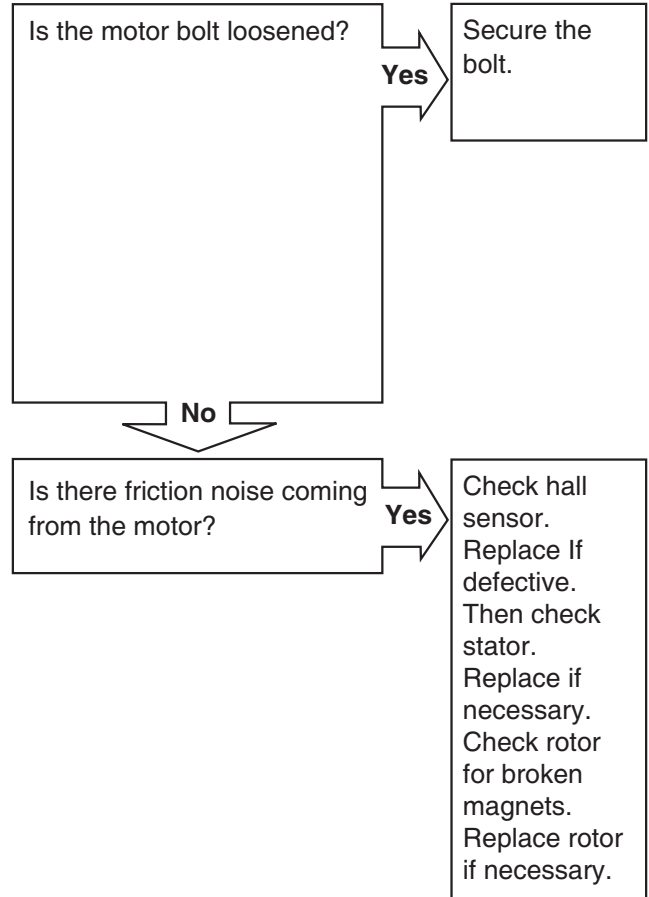 Is the motor bolt loosened?
Yes
Secure the
bolt.
No
Is there friction noise coming
from the motor?
Yes
Check hall
sensor.
Replace If
defective.
Then check
stator.
Replace if
necessary.
Check rotor
for broken
magnets.
Replace rotor
if necessary.